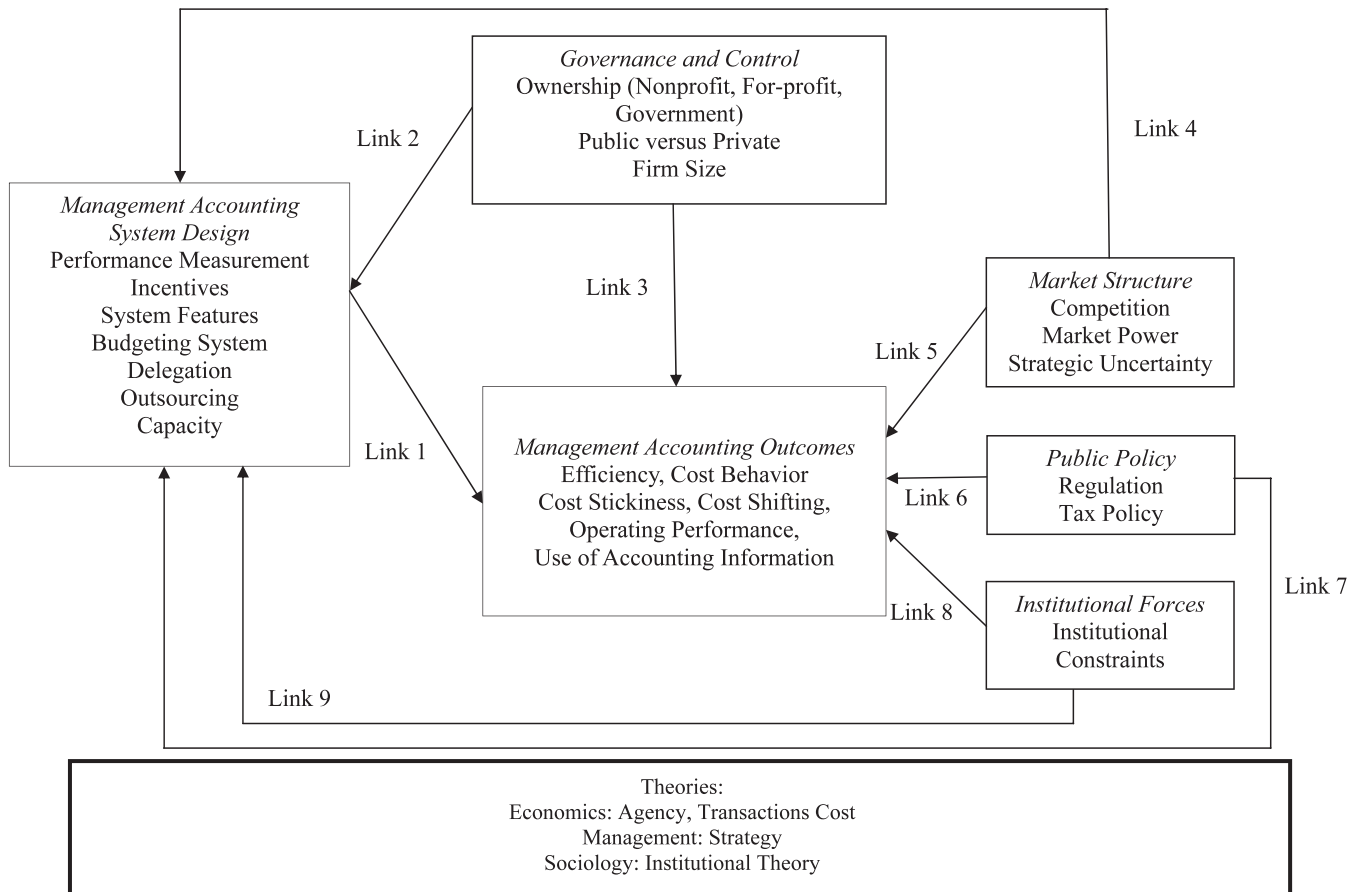 Governance and Control
Ownership (Nonprofit, For-profit,
Government)
Public versus Private
Firm Size
Link 2
Link 4
Management Accounting
System Design
Performance Measurement
Incentives
System Features
Budgeting System
Delegation
Outsourcing
Capacity
Link 3
Market Structure
Competition
Market Power
Strategic Uncertainty
Link 5
Link 1
Management Accounting Outcomes
Efficiency, Cost Behavior
Cost Stickiness, Cost Shifting,
Operating Performance,
Use of Accounting Information
Public Policy
Regulation
Tax Policy
Link 6
Link 7
Institutional Forces
Institutional
Constraints
Link 8
Link 9
Theories:
Economics: Agency, Transactions Cost
Management: Strategy
Sociology: Institutional Theory